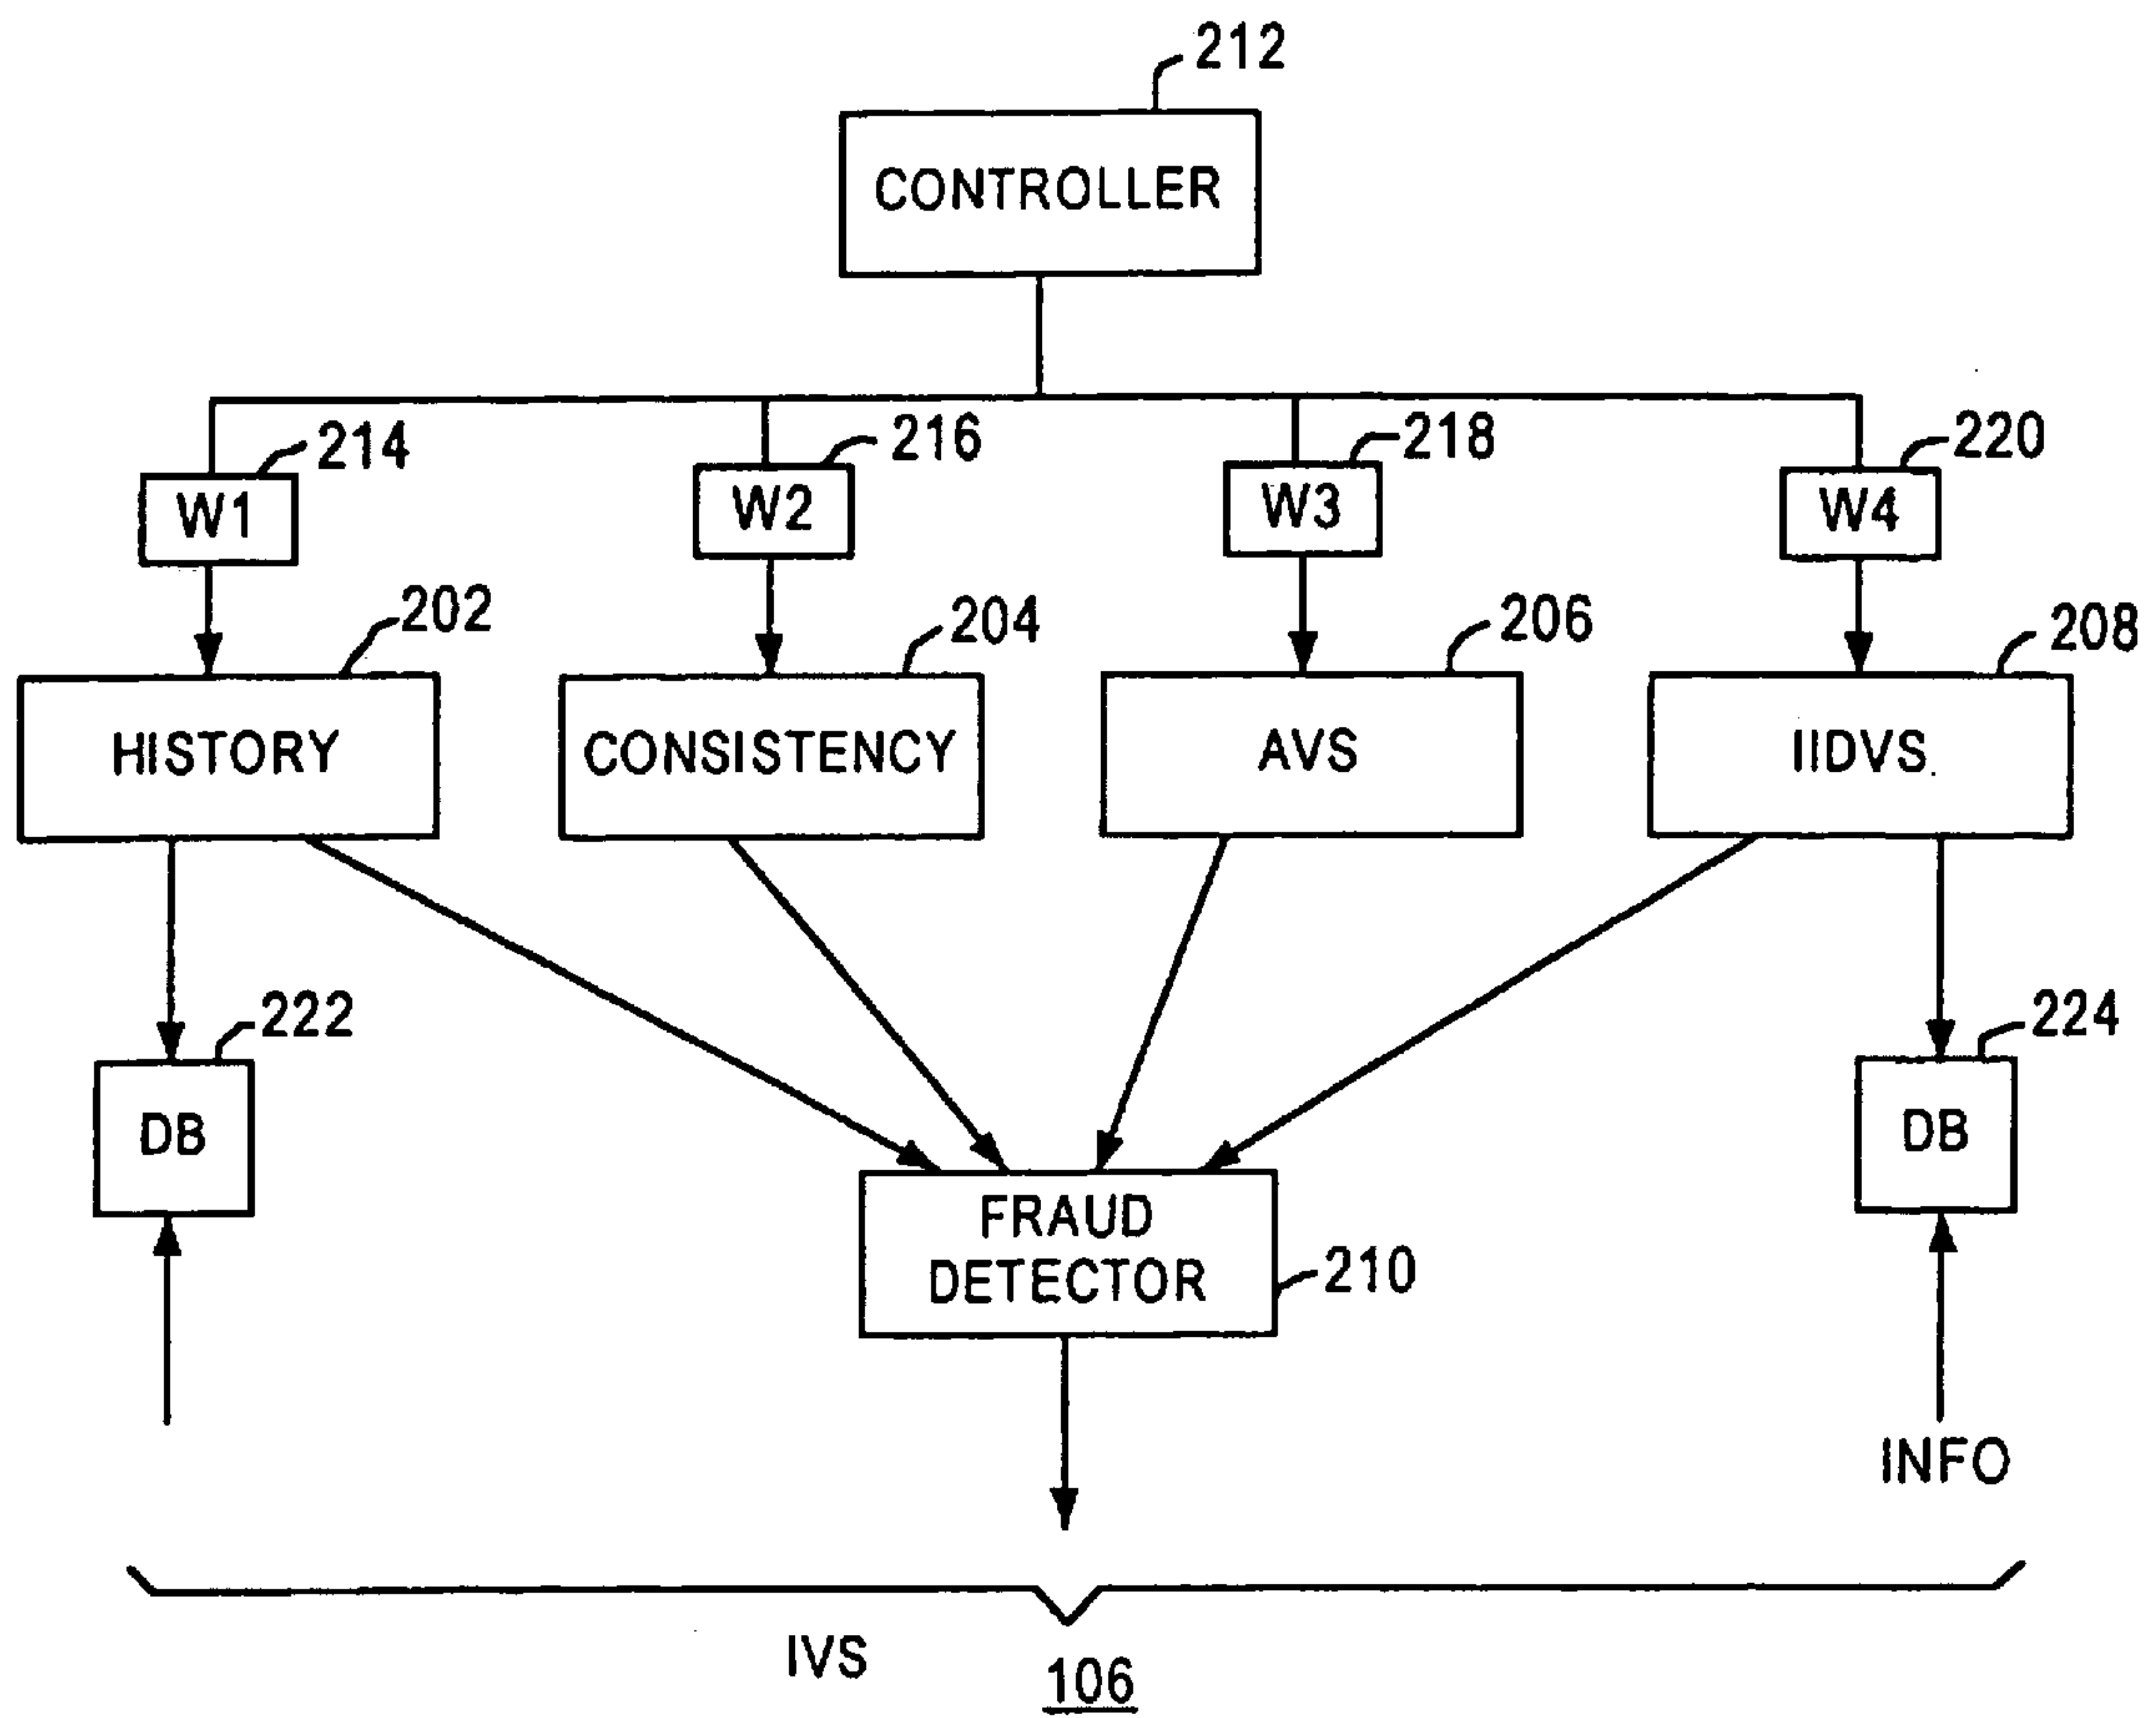 212
CONTROLLER
214
216
218
220
W1
W2
W3
W4
202
204
206
208
HISTORY
CONSISTENCY
AVS
IIDVS
222
224
DB
DB
FRAUD
DETECTOR
210
INFO
IVS
106